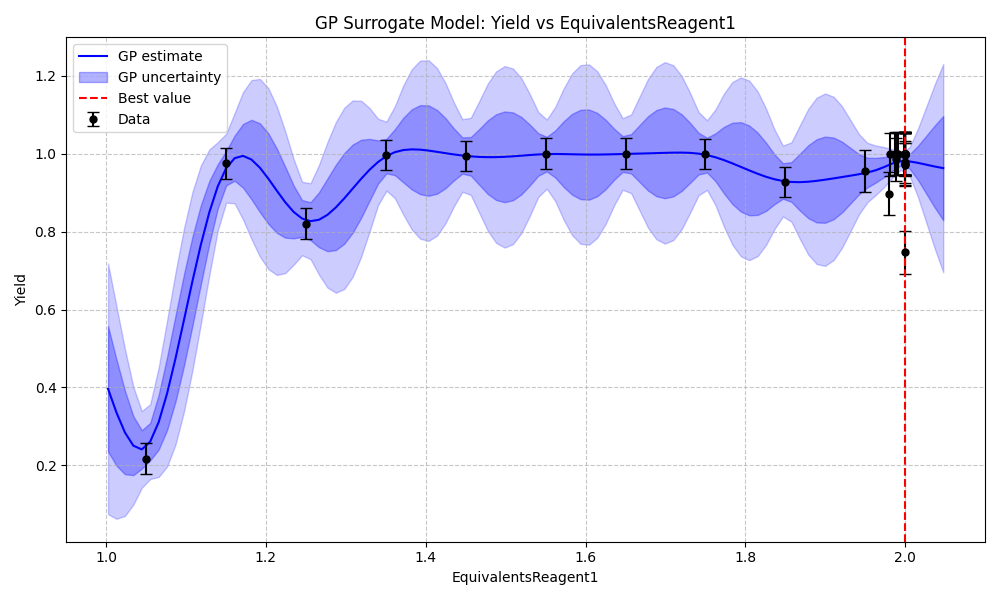 GP Surrogate Model: Yield vs EquivalentsReagent1
GP estimate
GP uncertainty
Best value
Data
Yield
1.2
1.0
0.8
0.6
0.4
0.2
1.0 1.2 1.4 1.6 1.8 2.0
EquivalentsReagent1